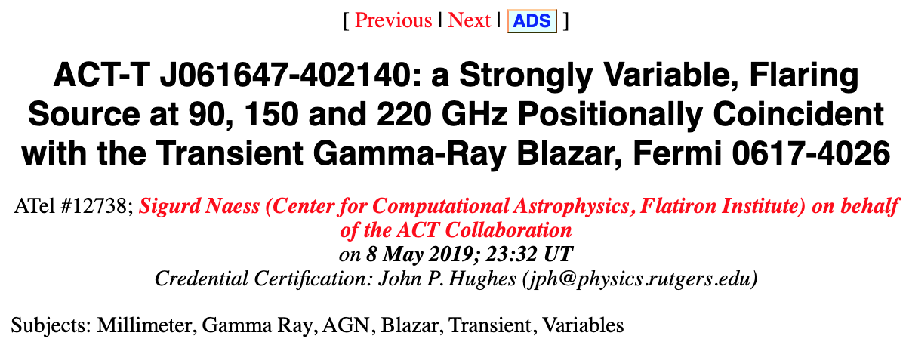 [ Previous | Next | ADS ]
ACT-T J061647-402140: a Strongly Variable, Flaring
Source at 90, 150 and 220 GHz Positionally Coincident
with the Transient Gamma-Ray Blazar, Fermi 0617-4026
ATel #12738; Sigurd Naess (Center for Computational Astrophysics, Flatiron Institute) on behalf
of the ACT Collaboration
on 8 May 2019; 23:32 UT
Credential Certification: John P. Hughes (jph@physics.rutgers.edu)
Subjects: Millimeter, Gamma Ray, AGN, Blazar, Transient, Variables